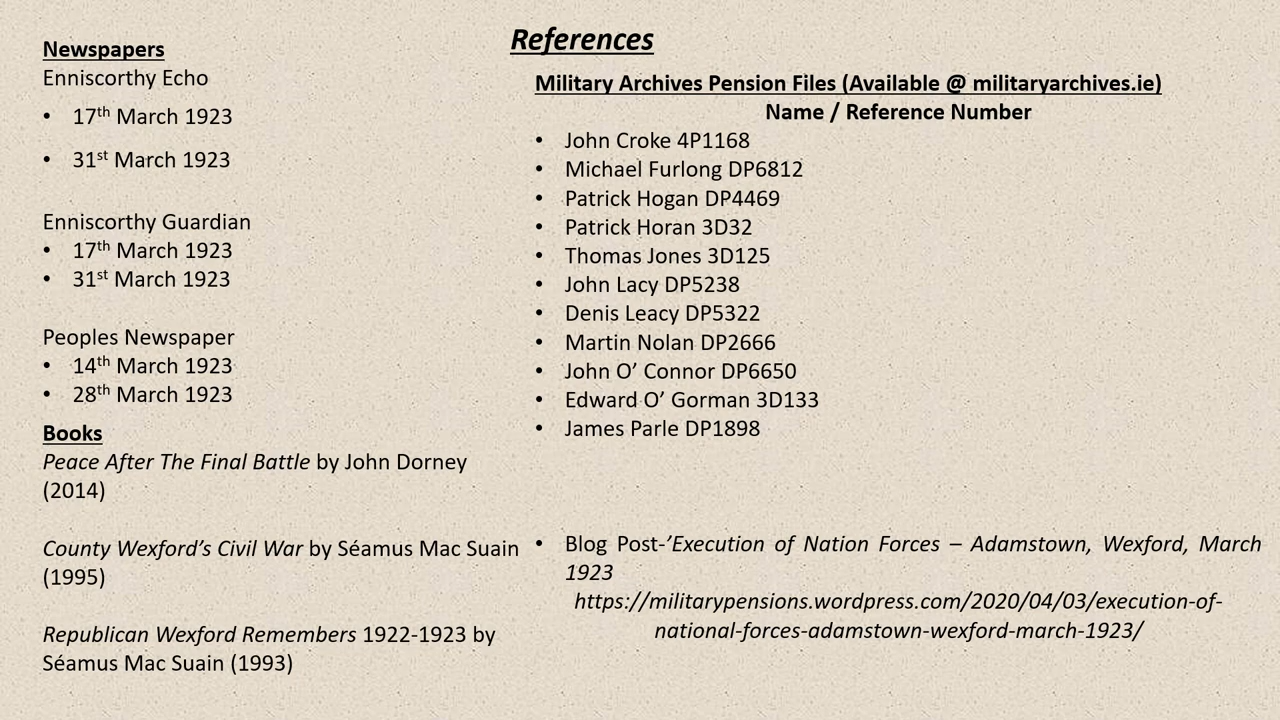 References
Newspapers
Enniscorthy Echo
• 17th March 1923
• 31st March 1923
Enniscorthy Guardian
• 17th March 1923
• 31st March 1923
Peoples Newspaper
• 14th March 1923
• 28th March 1923
Books
Peace After The Final Battle by John Dorney
(2014)
County Wexford’s Civil War by Séamus Mac Suain
(1995)
Republican Wexford Remembers 1922-1923 by
Séamus Mac Suain (1993)
Military Archives Pension Files (Available @ militaryarchives.ie)
Name / Reference Number
• John Croke 4P1168
• Michael Furlong DP6812
• Patrick Hogan DP4469
• Patrick Horan 3D32
• Thomas Jones 3D125
• John Lacy DP5238
• Denis Leacy DP5322
• Martin Nolan DP2666
• John O’ Connor DP6650
• Edward O’ Gorman 3D133
• James Parle DP1898
• Blog Post-’Execution of Nation Forces – Adamstown, Wexford, March
1923
https://militarypensions.wordpress.com/2020/04/03/execution-of-
national-forces-adamstown-wexford-march-1923/